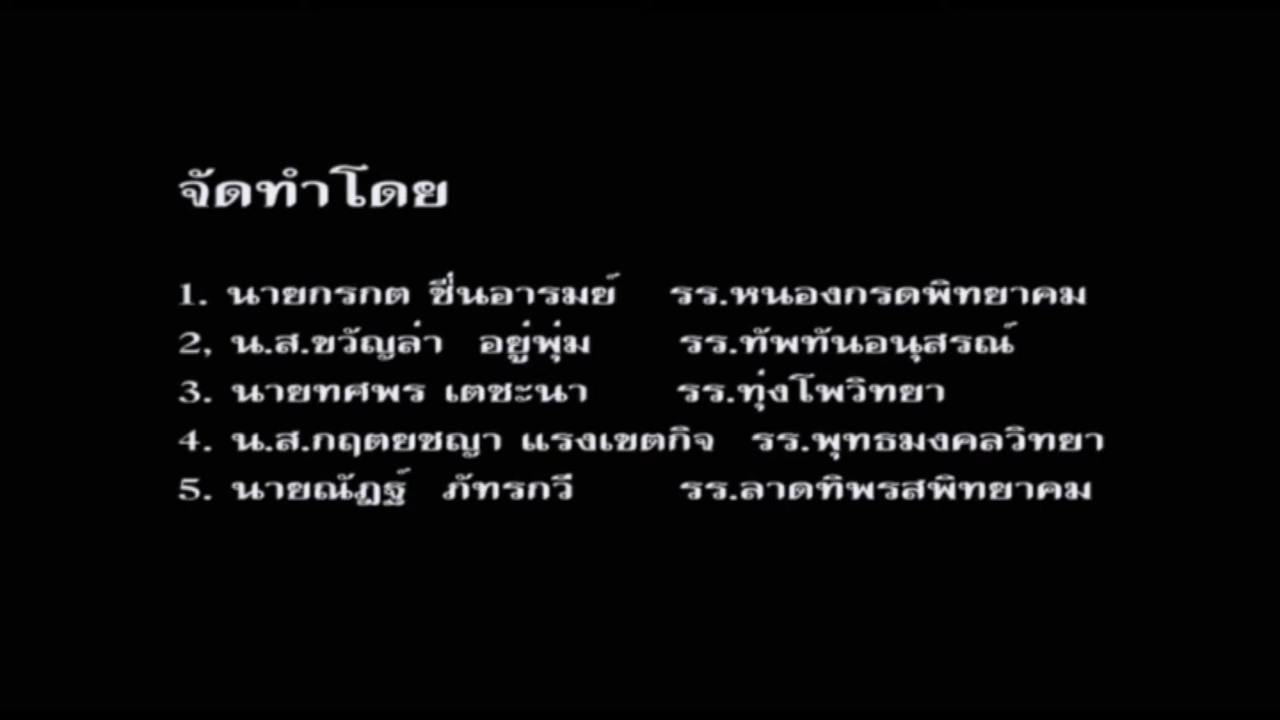 จัดทำโดย
1. นายกรกต ชื่นอารมย์ รร.หนองกรดพิทยาคม
2, น.ส.ขวัญล่า อยู่พุ่ม รร.ทัพทันอนุสรณ์
3. นายทศพร เตชะนา รร.ทุ่งโพวิทยา
4. น.ส.กฤตยชญา แรงเขตกิจ รร.พุทธมงคลวิทยา
5. นายณัฏฐ์ ภัทรกวี รร.ลาดทิพรสพิทยาคม